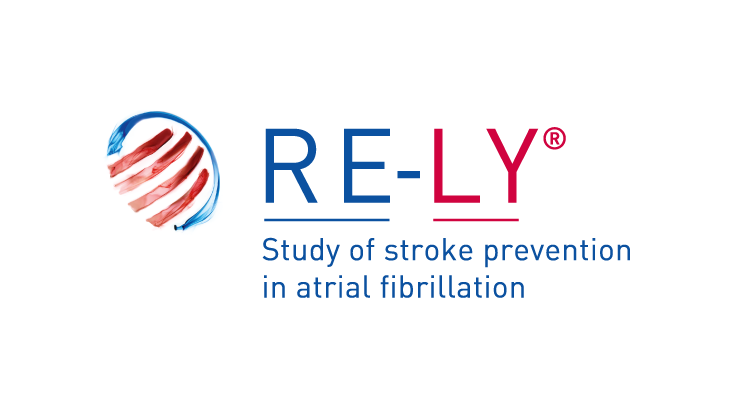 RE-LY®
Study of stroke prevention
in atrial fibrillation